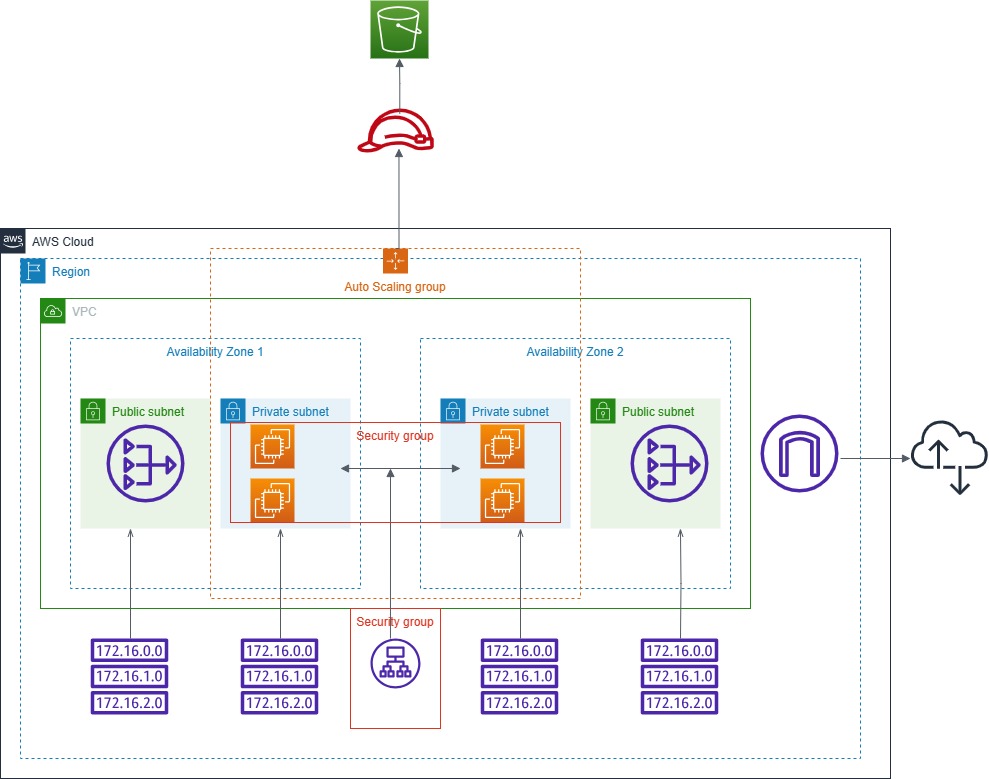 aws
AWS Cloud
Region
Auto Scaling group
VPC
Availability Zone 1
Availability Zone 2
Public subnet
Private subnet
Private subnet
Public subnet
Security group
Security group
172.16.0.0
172.16.1.0
172.16.2.0
172.16.0.0
172.16.1.0
172.16.2.0
172.16.0.0
172.16.1.0
172.16.2.0
172.16.0.0
172.16.1.0
172.16.2.0